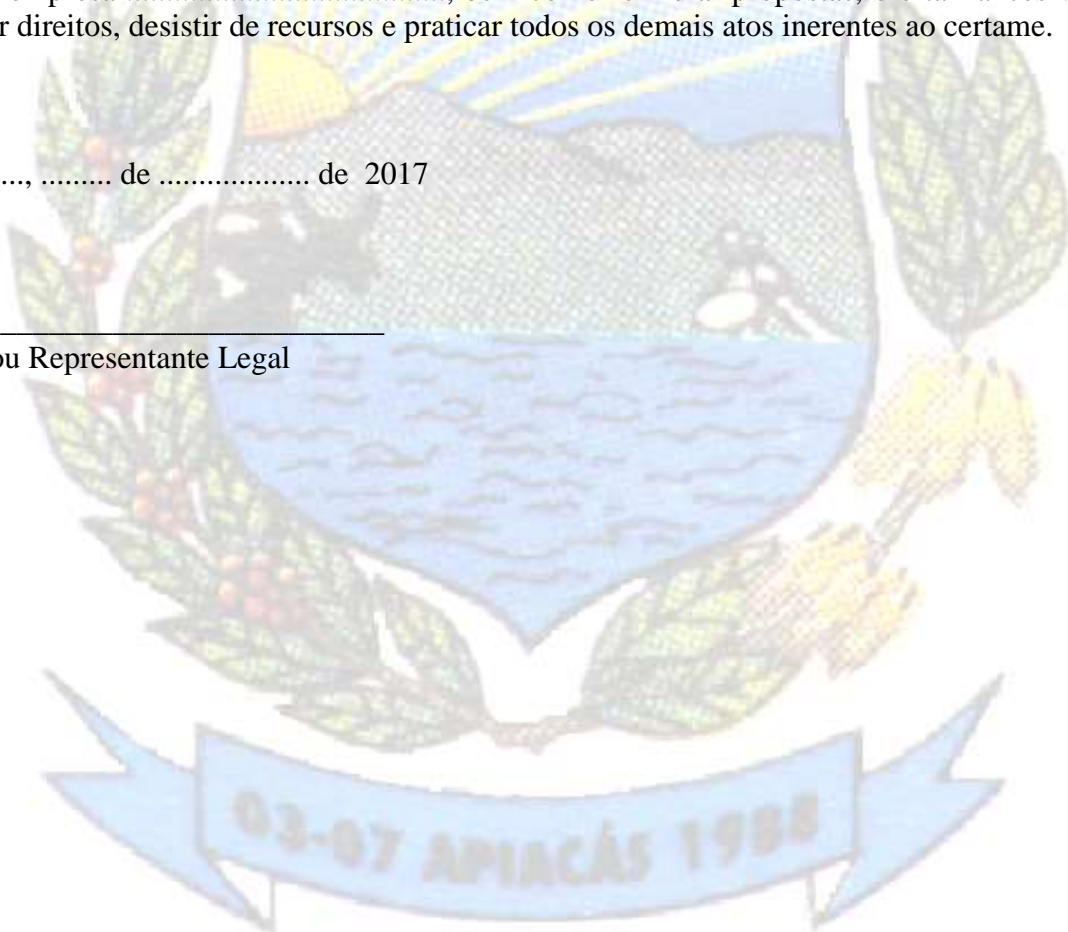 r direitos, desistir de recursos e praticar todos os demais atos inerentes ao certame.
..., ......... de ................... de 2017
ou Representante Legal
03-07 APIACÁS 1988